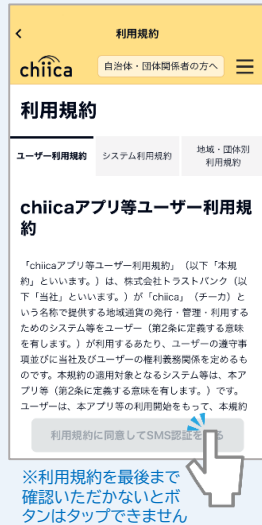 利用規約
chiica
自治体・団体関係者の方へ
利用規約
ユーザー利用規約
システム利用規約
地域・団体別
利用規約
chiicaアプリ等ユーザー利用規
約
「chiicaアプリ等ユーザー利用規約」（以下「本規
約」といいます。）は、株式会社トラストバンク（以
下「当社」といいます。）が「chiica」（チーカ）と
いう名称で提供する地域通貨の発行・管理・利用する
ためのシステム等をユーザー（第2条に定義する意味
を有します。）が利用するあたり、ユーザーの遵守事
項並びに当社及びユーザーの権利義務関係を定めるも
のです。本規約の適用対象となるシステム等は、本ア
プリ等（第2条に定義する意味を有します。）です。
ユーザーは、本アプリ等の利用開始をもって、本規約
利用規約に同意してSMS認証を
る
※利用規約を最後まで
確認いただかないとボ
タンはタップできません